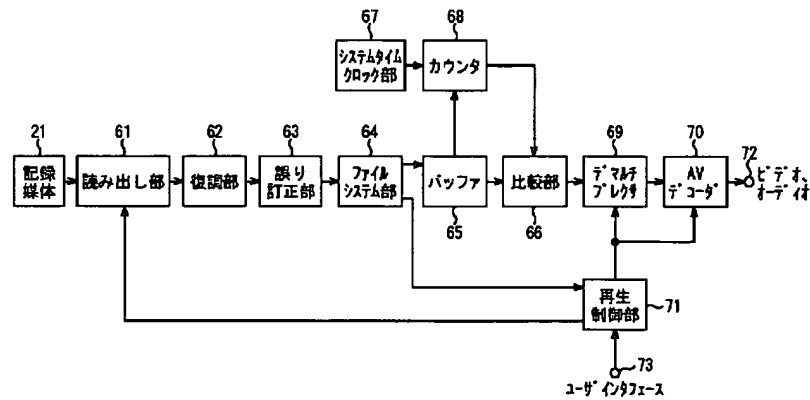 67
68
システムタイム
クロック部
カウンタ
21
61
62
63
64
69
70
72
記録
媒体
読み出し部
復調部
誤り
訂正部
ファイル
システム部
バッファ
比較部
デマルチ
プレクサ
AV
デコーダ
ビデオ、
オーディオ
65
66
再生
制御部
71
73
ユーザインタフェース